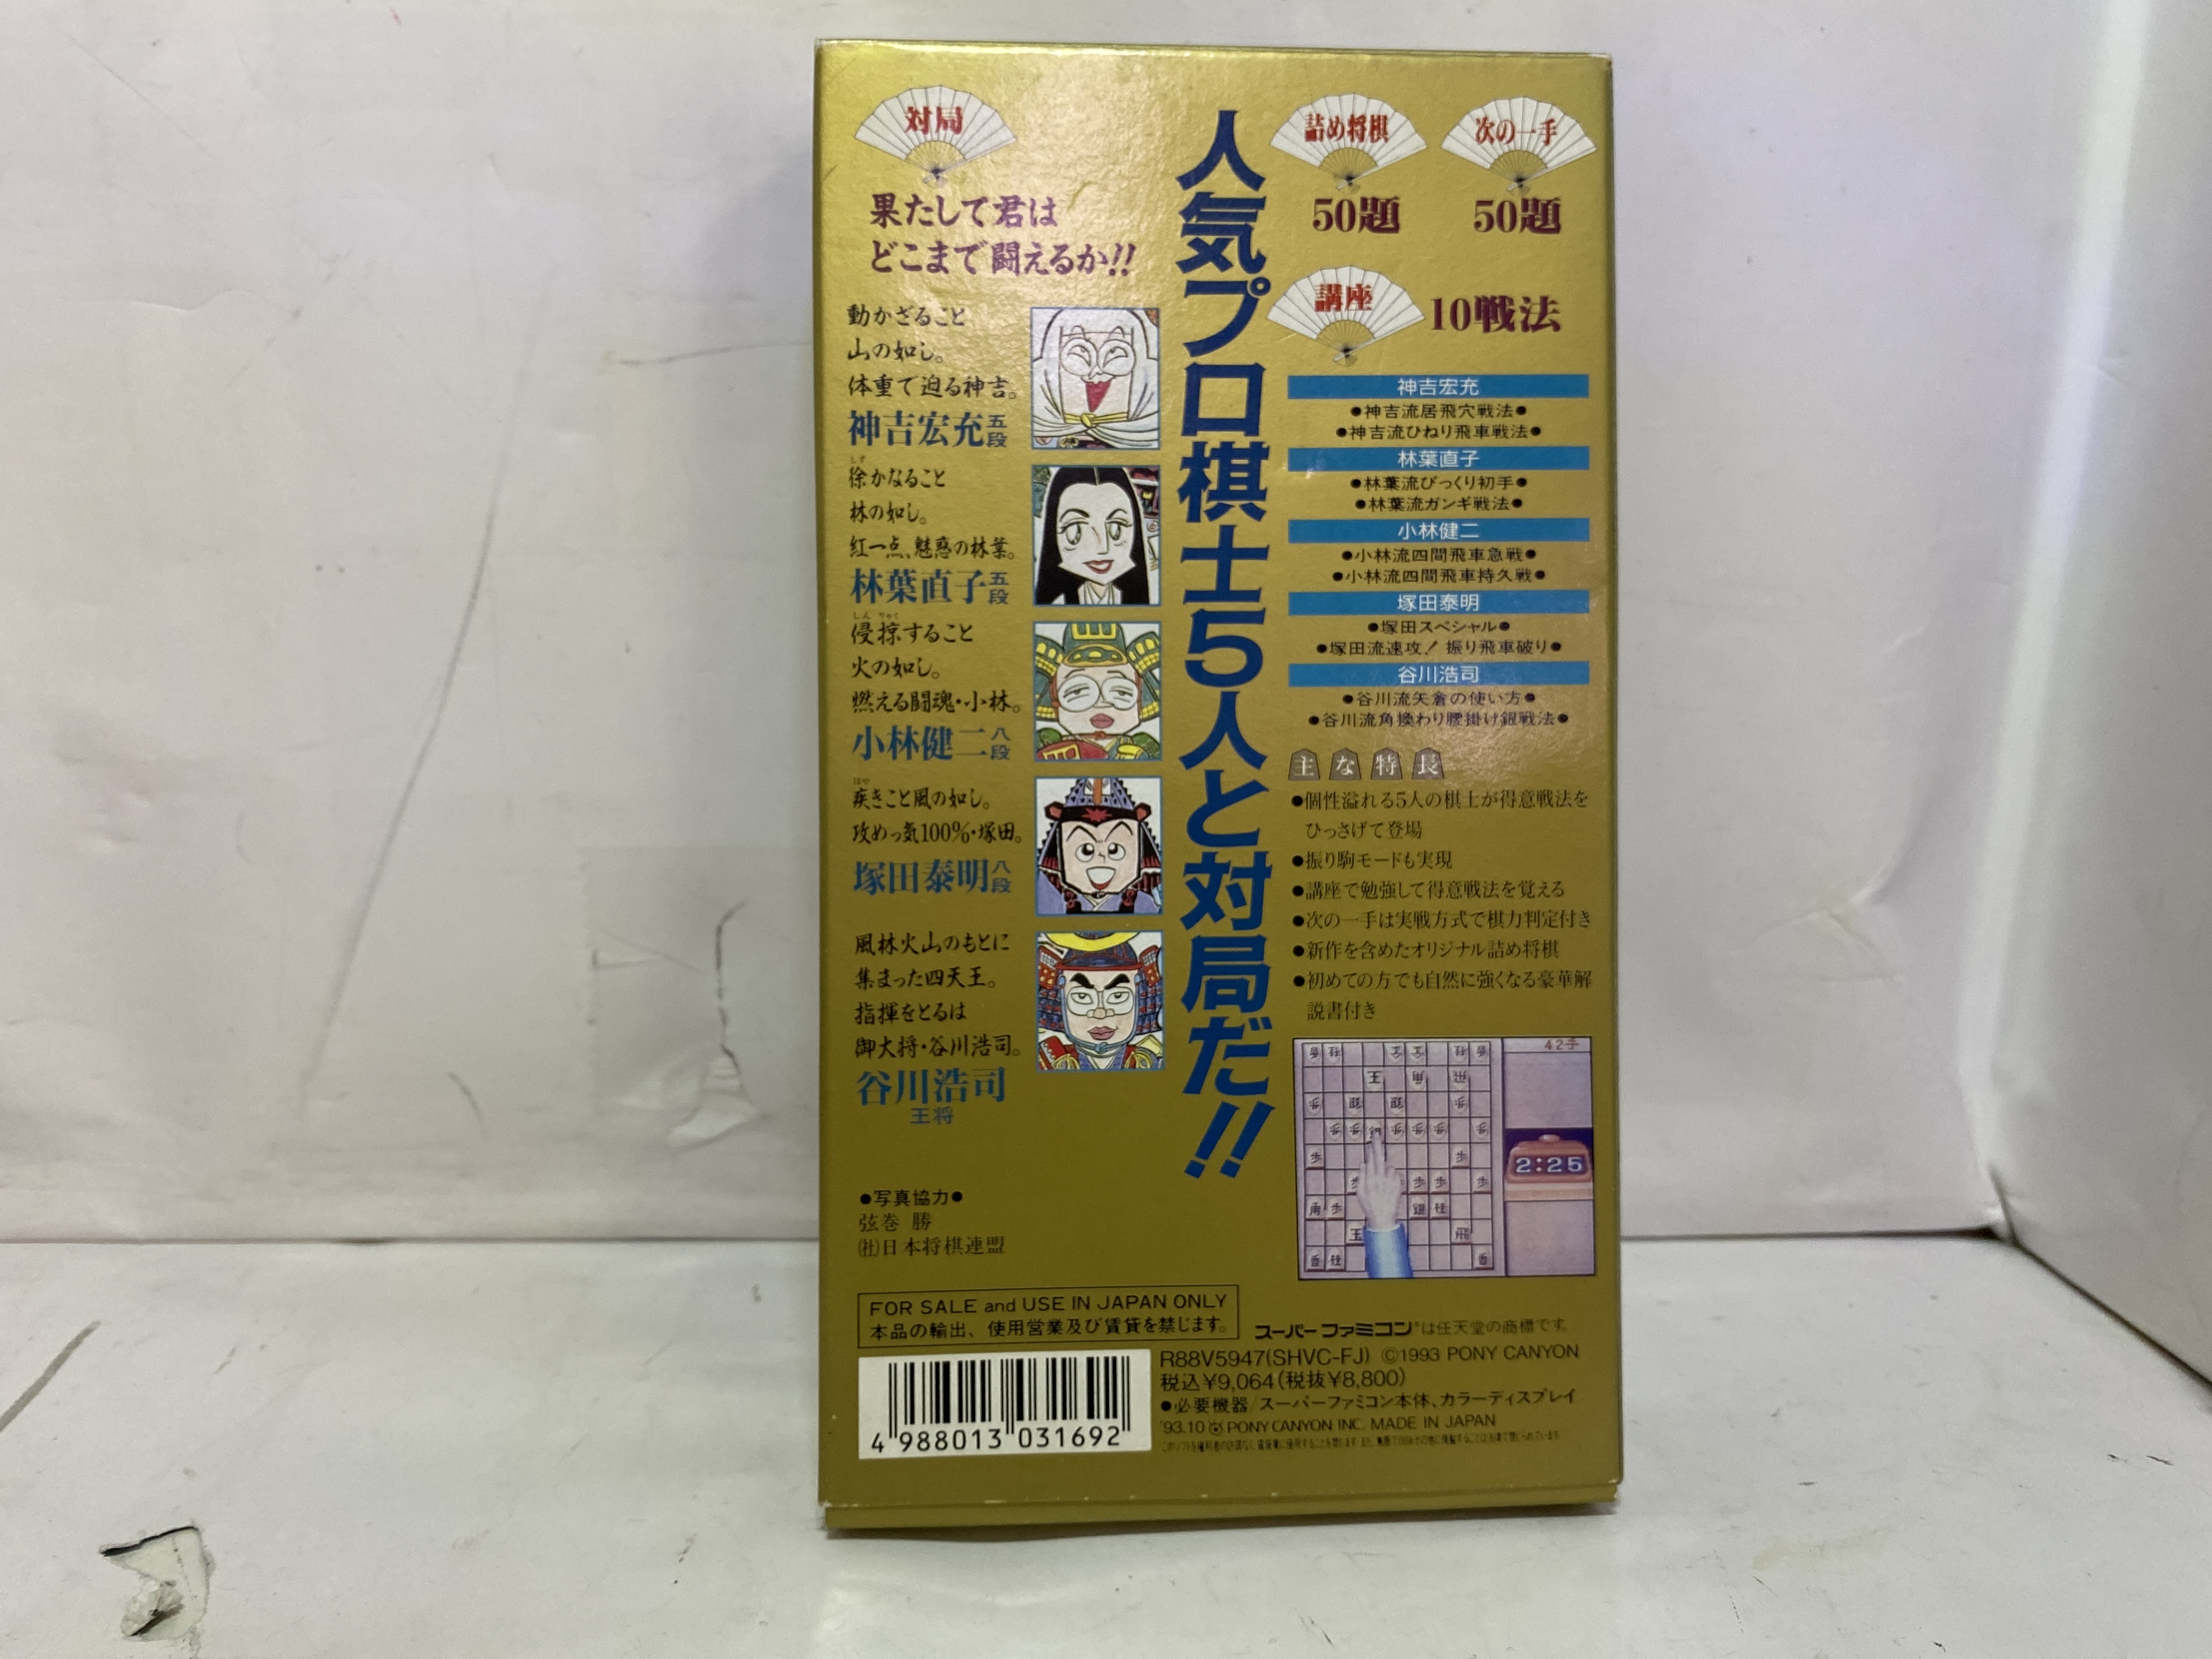 対局
果たして君は
どこまで闘えるか!!
動かざること
山の如し。
体重で迫る神吉。
神吉宏充五段
しず
徐かなること
林の如し。
紅一点、魅惑の林葉。
林葉直子五段
しん りゃく
侵掠すること
火の如し。
燃える闘魂・小林。
小林健二八段
はや
疾きこと風の如し。
攻めっ気100%・塚田。
塚田泰明八段
風林火山のもとに
集まった四天王。
指揮をとるは
御大将・谷川浩司。
谷川浩司
王将
●写真協力●
弦巻 勝
㈳日本将棋連盟
人気プロ棋士5人と対局だ!!
詰め将棋
50題
次の一手
50題
講座
10戦法
神吉宏充
●神吉流居飛穴戦法●
●神吉流ひねり飛車戦法●
林葉直子
●林葉流びっくり初手●
●林葉流ガンギ戦法●
小林健二
●小林流四間飛車急戦●
●小林流四間飛車持久戦●
塚田泰明
●塚田スペシャル●
●塚田流速攻! 振り飛車破り●
谷川浩司
●谷川流矢倉の使い方●
●谷川流角換わり腰掛け銀戦法●
主な特長
●個性溢れる5人の棋士が得意戦法を
ひっさげて登場
●振り駒モードも実現
●講座で勉強して得意戦法を覚える
●次の一手は実戦方式で棋力判定付き
●新作を含めたオリジナル詰め将棋
●初めての方でも自然に強くなる豪華解
説書付き
42手
2:25
FOR SALE and USE IN JAPAN ONLY
本品の輸出、使用営業及び賃貸を禁じます。
スーパーファミコン®は任天堂の商標です。
R88V5947(SHVC-FJ) ©1993 PONY CANYON
税込¥9,064(税抜¥8,800)
●必要機器/スーパーファミコン本体、カラーディスプレイ
'93.10 PONY CANYON INC. MADE IN JAPAN
4 988013 031692